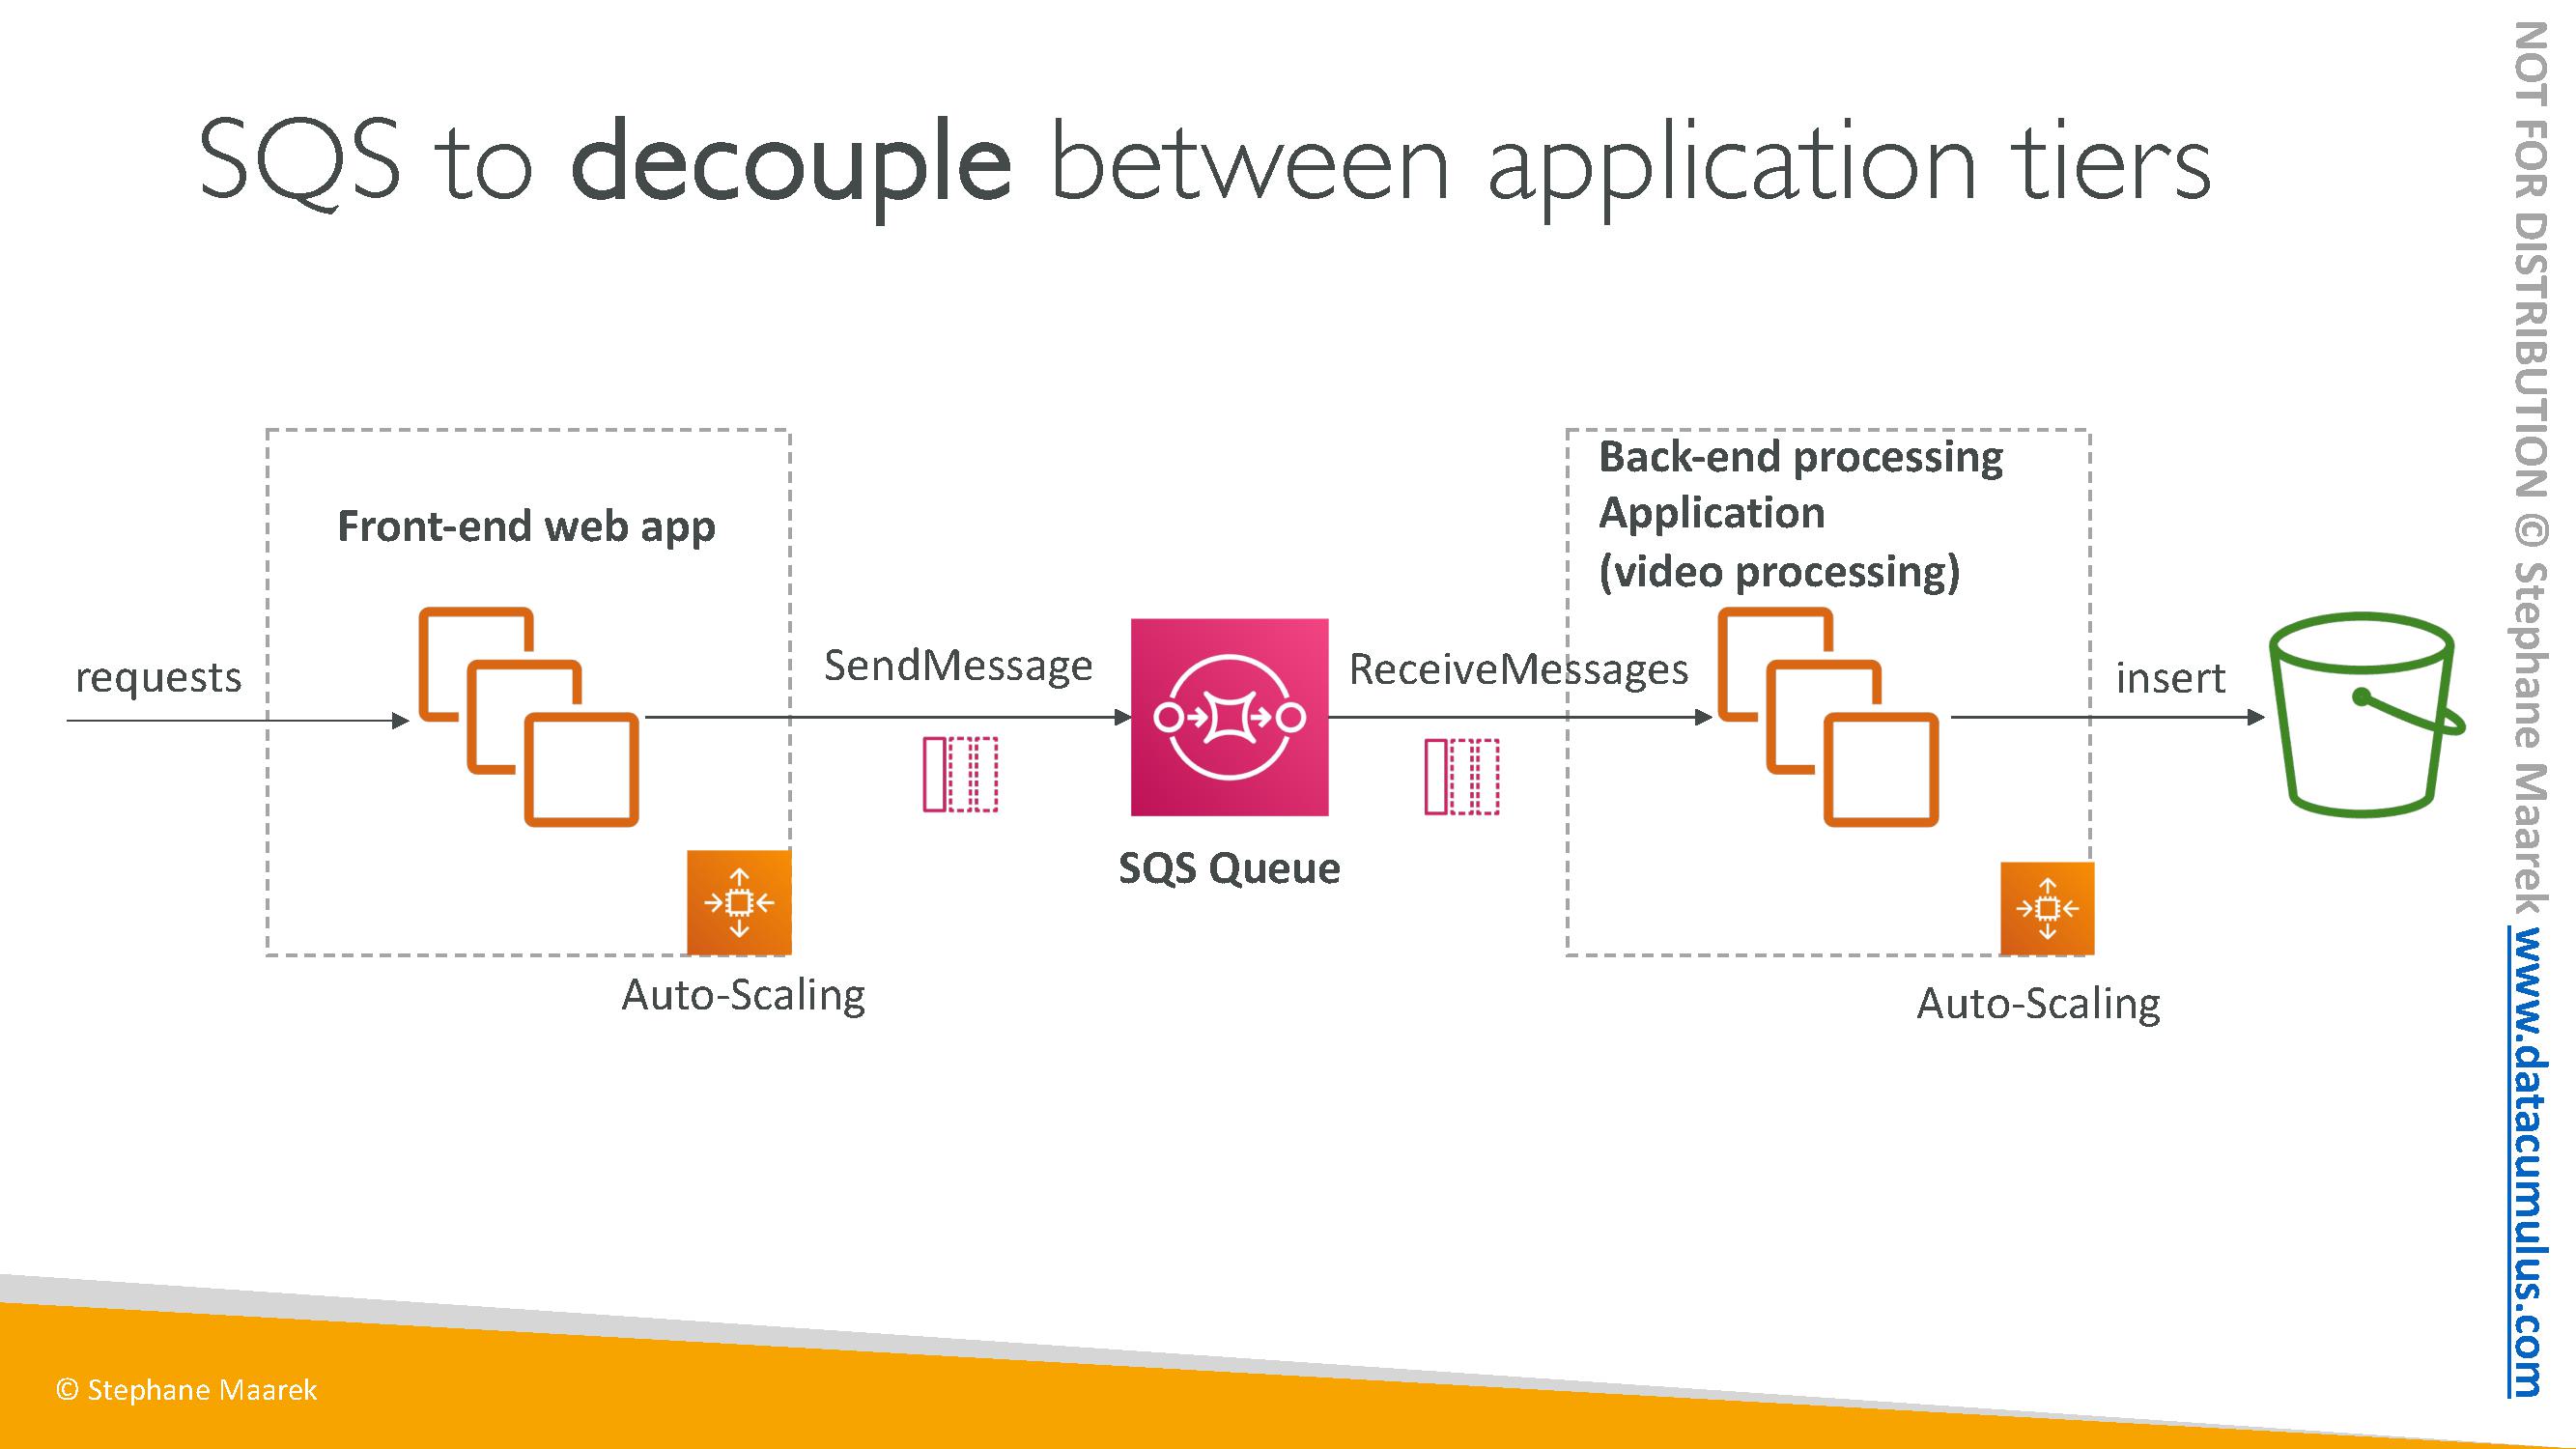 SQS to decouple between application tiers
Front-end web app
Back-end processing
Application
(video processing)
requests
SendMessage
ReceiveMessages
insert
SQS Queue
Auto-Scaling
Auto-Scaling
© Stephane Maarek
NOT FOR DISTRIBUTION © Stephane Maarek www.datacumulus.com